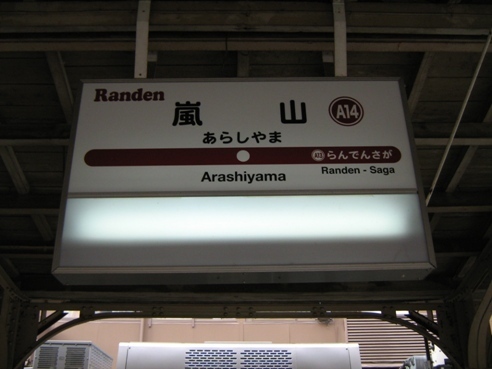 Randen
嵐山 A14
あらしやま
A13 らんでんさが
Arashiyama
Randen - Saga